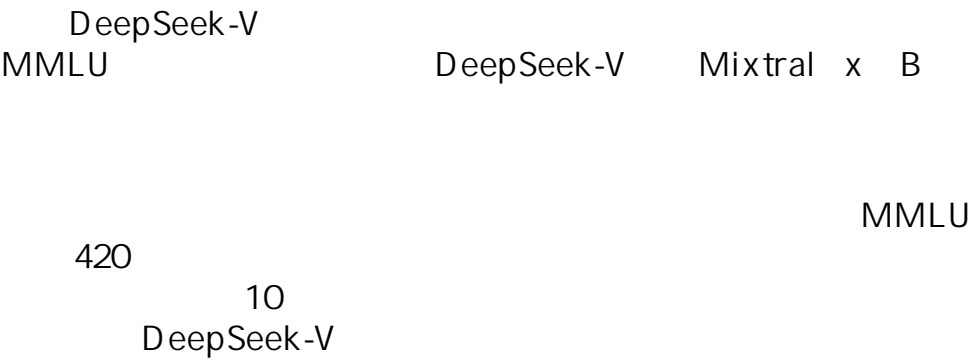 DeepSeek-V
MMLU DeepSeek-V Mixtral x B
MMLU
420
10
DeepSeek-V